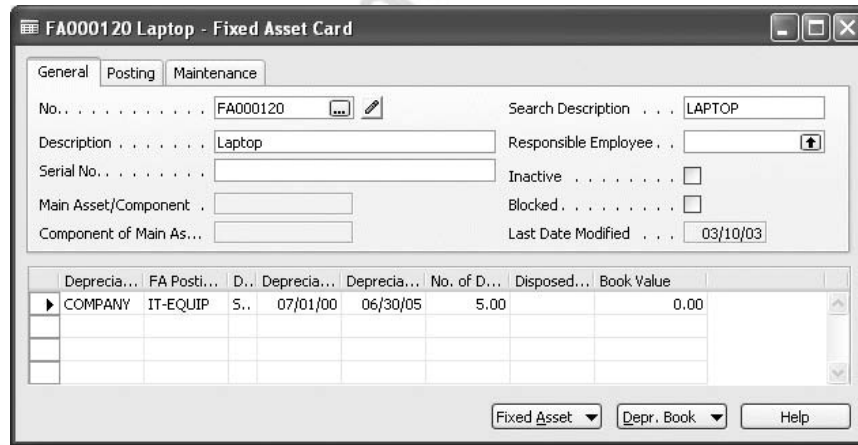 FA000120 Laptop - Fixed Asset Card
General Posting Maintenance
No. . . . . . . . . . . . FA000120 ... Search Description . . . LAPTOP
Description . . . . . . . Laptop Responsible Employee . .
Serial No. . . . . . . . . Inactive . . . . . . . .
Main Asset/Component . Blocked . . . . . . . . .
Component of Main As... Last Date Modified . . . 03/10/03
Deprecia... FA Posti... D.. Deprecia... Deprecia... No. of D... Disposed... Book Value
COMPANY IT-EQUIP S.. 07/01/00 06/30/05 5.00 0.00
Fixed Asset Depr. Book Help